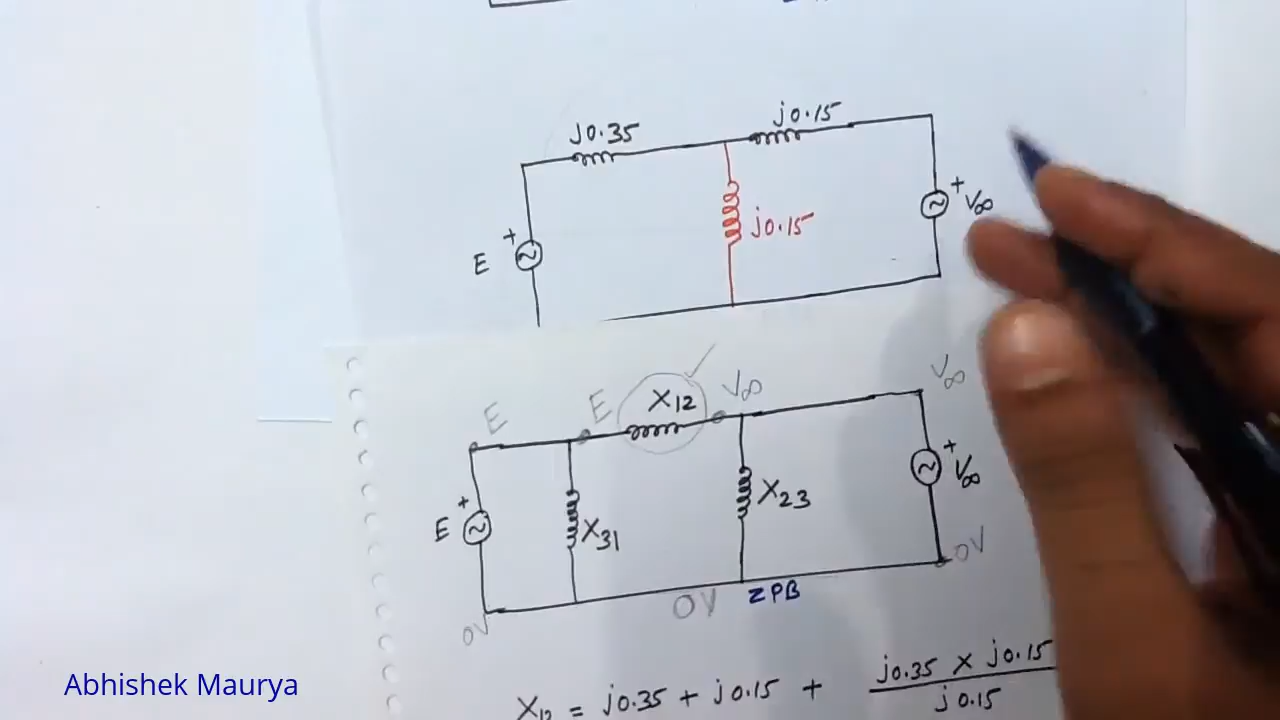 j0.35
j0.15
j0.15
+
E
+
V∞
E
E
X12
V∞
V∞
+
E
X31
X23
+
V∞
0V
0V
0V
ZPB
X12 = j0.35 + j0.15 + j0.35 X j0.15
j0.15
Abhishek Maurya